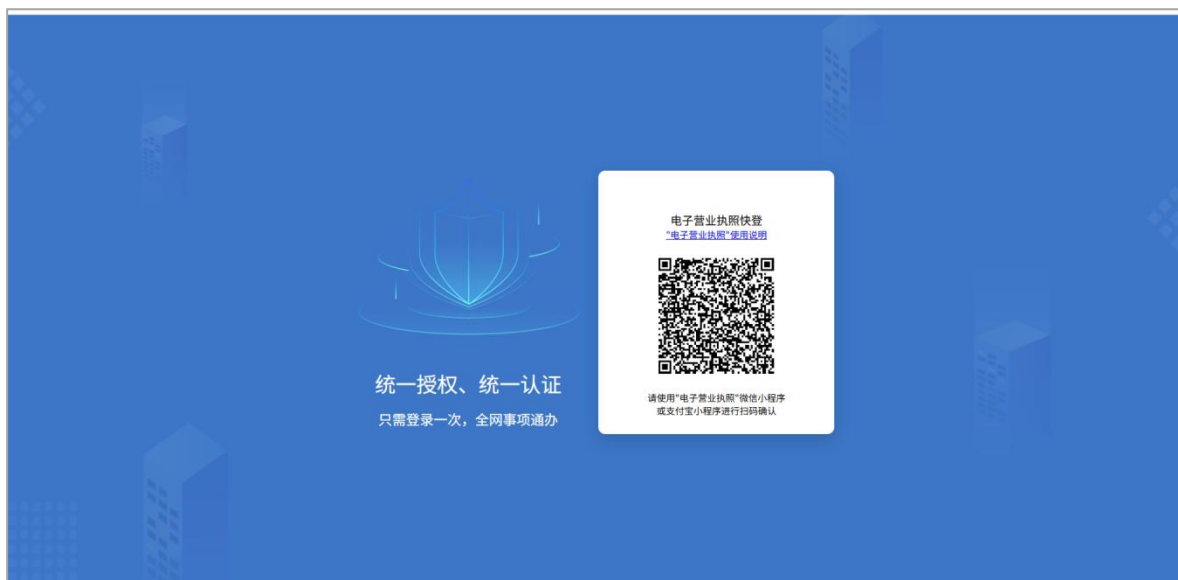 电子营业执照快登
"电子营业执照"使用说明
请使用"电子营业执照"微信小程序
或支付宝小程序进行扫码确认
统一授权、统一认证
只需登录一次，全网事项通办